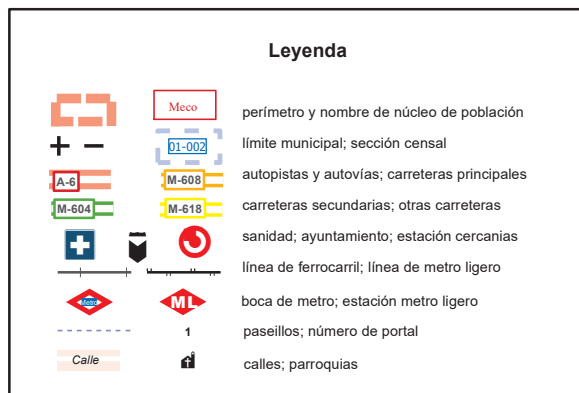 Leyenda
Meco perímetro y nombre de núcleo de población
01-002 límite municipal; sección censal
A-6 M-608 autopistas y autovías; carreteras principales
M-604 M-618 carreteras secundarias; otras carreteras
sanidad; ayuntamiento; estación cercanias
línea de ferrocarril; línea de metro ligero
Metro ML boca de metro; estación metro ligero
1 paseillos; número de portal
Calle calles; parroquias